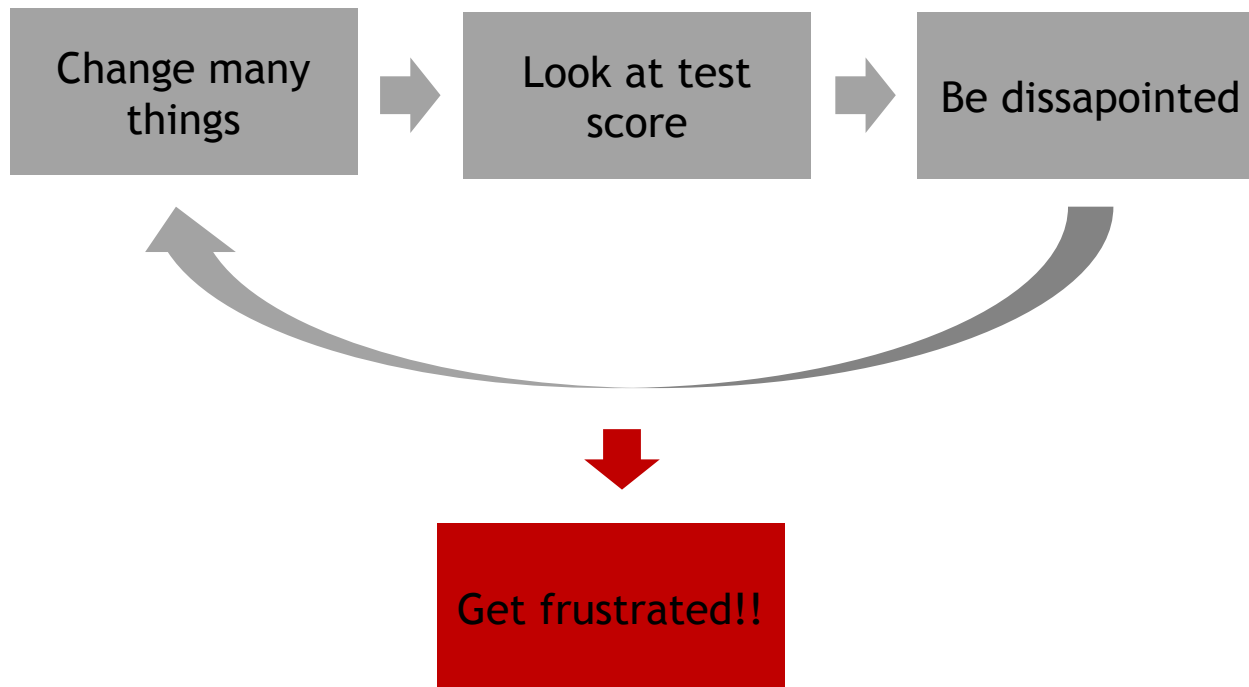 Change many
things
Look at test
score
Be dissapointed
Get frustrated!!